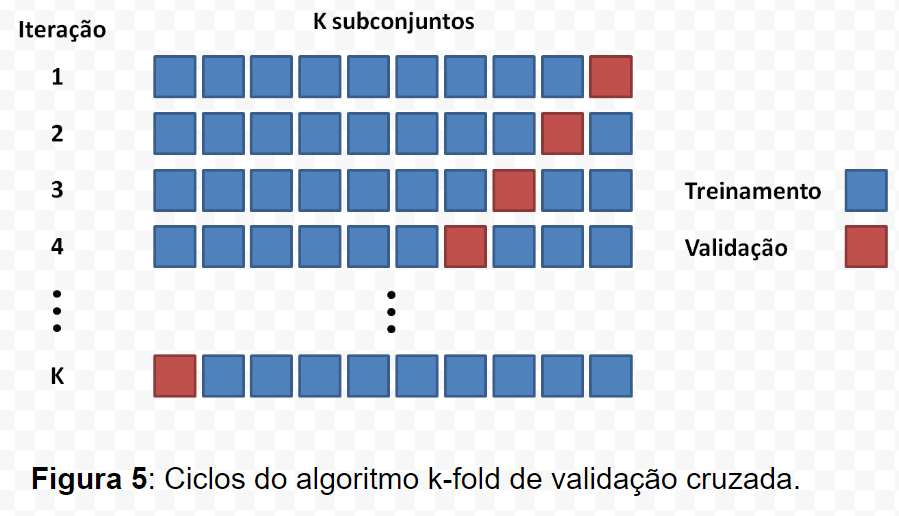 Iteração
K subconjuntos
1
2
3
Treinamento
4
Validação
K
Figura 5: Ciclos do algoritmo k-fold de validação cruzada.